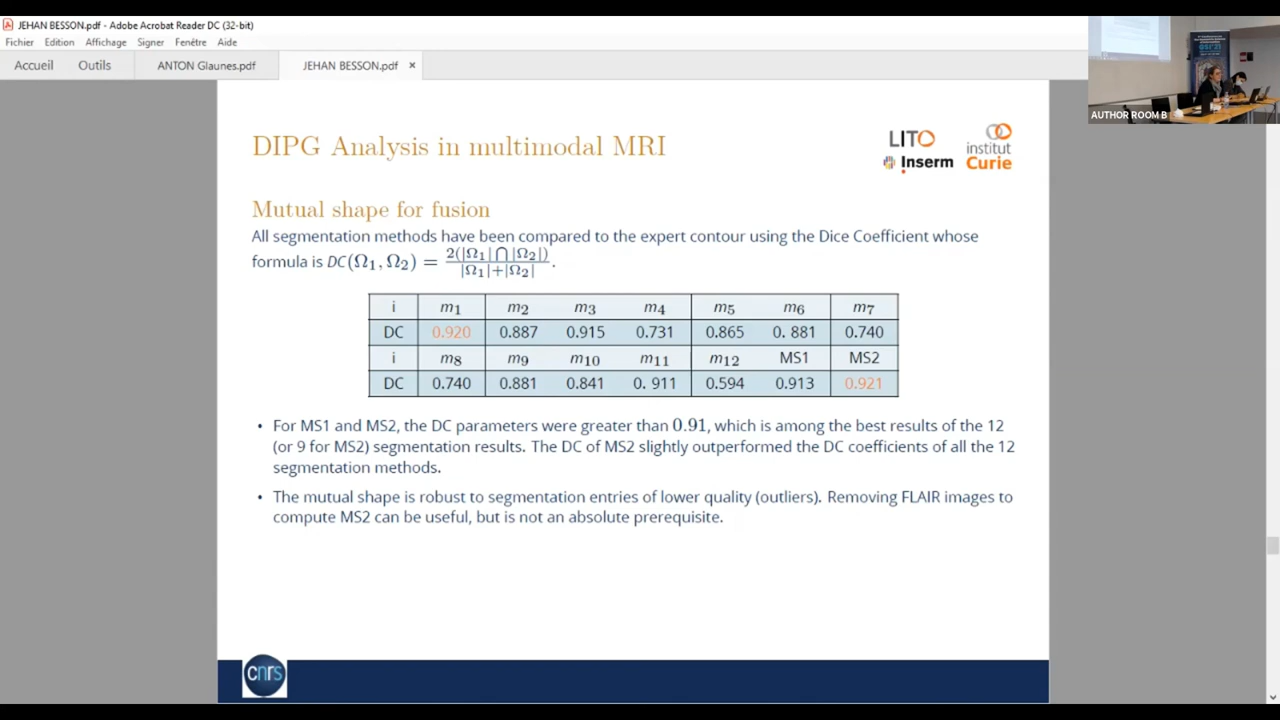 JEHAN BESSON.pdf - Adobe Acrobat Reader DC (32-bit)
Fichier Edition Affichage Signer Fenêtre Aide
Accueil Outils ANTON Glaunes.pdf JEHAN BESSON.pdf ×
GSI'21
AUTHOR ROOM B
DIPG Analysis in multimodal MRI
LITO
Inserm
institut
Curie
Mutual shape for fusion
All segmentation methods have been compared to the expert contour using the Dice Coefficient whose
formula is DC(Ω₁, Ω₂) = 2(|Ω₁| ⋂ |Ω₂|) / |Ω₁|+|Ω₂| .
i m₁ m₂ m₃ m₄ m₅ m₆ m₇
DC 0.920 0.887 0.915 0.731 0.865 0. 881 0.740
i m₈ m₉ m₁₀ m₁₁ m₁₂ MS1 MS2
DC 0.740 0.881 0.841 0. 911 0.594 0.913 0.921
• For MS1 and MS2, the DC parameters were greater than 0.91, which is among the best results of the 12
(or 9 for MS2) segmentation results. The DC of MS2 slightly outperformed the DC coefficients of all the 12
segmentation methods.
• The mutual shape is robust to segmentation entries of lower quality (outliers). Removing FLAIR images to
compute MS2 can be useful, but is not an absolute prerequisite.
cnrs